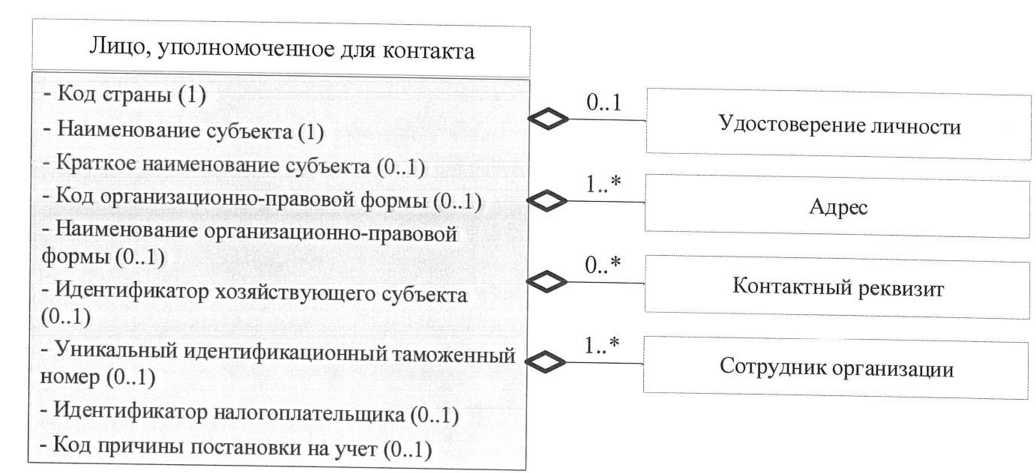 Лицо, уполномоченное для контакта
- Код страны (1)
- Наименование субъекта (1)
- Краткое наименование субъекта (0..1)
- Код организационно-правовой формы (0..1)
- Наименование организационно-правовой
формы (0..1)
- Идентификатор хозяйствующего субъекта
(0..1)
- Уникальный идентификационный таможенный
номер (0..1)
- Идентификатор налогоплательщика (0..1)
- Код причины постановки на учет (0..1)
0..1
Удостоверение личности
1..*
Адрес
0..*
Контактный реквизит
1..*
Сотрудник организации